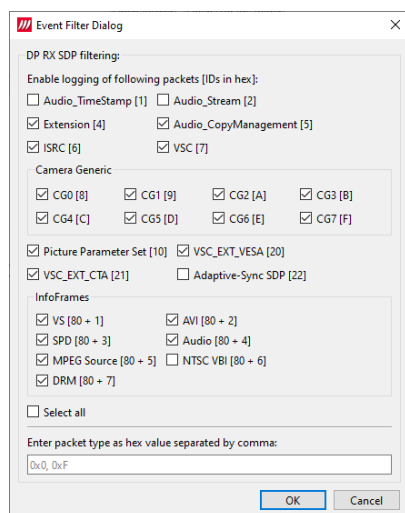 Event Filter Dialog
DP RX SDP filtering:
Enable logging of following packets [IDs in hex]:
Audio_TimeStamp [1] Audio_Stream [2]
Extension [4] Audio_CopyManagement [5]
ISRC [6] VSC [7]
Camera Generic
CG0 [8] CG1 [9] CG2 [A] CG3 [B]
CG4 [C] CG5 [D] CG6 [E] CG7 [F]
Picture Parameter Set [10] VSC_EXT_VESA [20]
VSC_EXT_CTA [21] Adaptive-Sync SDP [22]
InfoFrames
VS [80 + 1] AVI [80 + 2]
SPD [80 + 3] Audio [80 + 4]
MPEG Source [80 + 5] NTSC VBI [80 + 6]
DRM [80 + 7]
Select all
Enter packet type as hex value separated by comma:
0x0, 0xF
OK Cancel